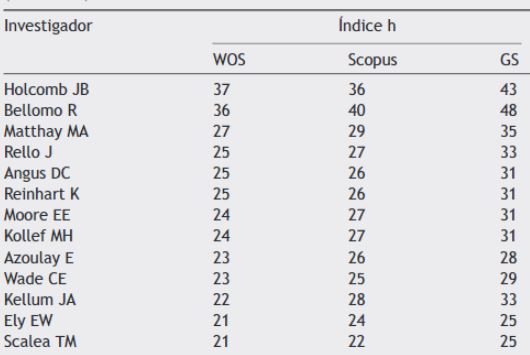 Investigador Índice h
WOS Scopus GS
Holcomb JB 37 36 43
Bellomo R 36 40 48
Matthay MA 27 29 35
Rello J 25 27 33
Angus DC 25 26 31
Reinhart K 25 26 31
Moore EE 24 27 31
Kollef MH 24 27 31
Azoulay E 23 26 28
Wade CE 23 25 29
Kellum JA 22 28 33
Ely EW 21 24 25
Scalea TM 21 22 25